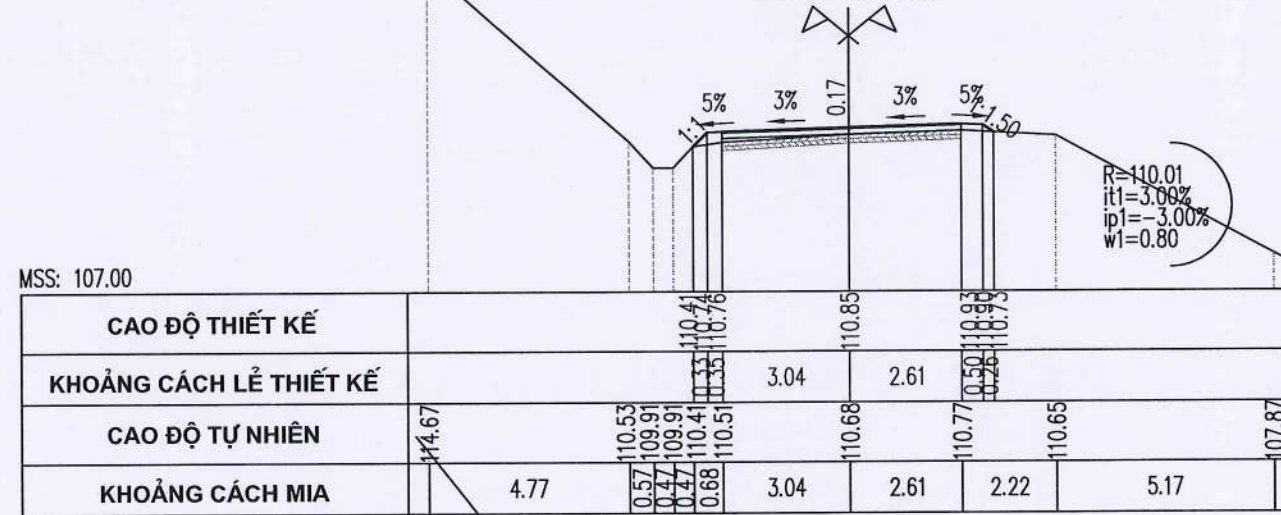 5% 3% 0.17 3% 5%
1:1 1:1.50
R=110.01
it1=3.00%
ip1=-3.00%
w1=0.80
MSS: 107.00
CAO ĐỘ THIẾT KẾ 110.41 110.74 110.76 110.85 110.93 110.90 110.73
KHOẢNG CÁCH LẺ THIẾT KẾ 0.33 0.35 3.04 2.61 0.50 0.26
CAO ĐỘ TỰ NHIÊN 114.67 110.53 109.91 109.91 110.41 110.51 110.68 110.77 110.65 107.87
KHOẢNG CÁCH MIA 4.77 0.57 0.47 0.47 0.68 3.04 2.61 2.22 5.17